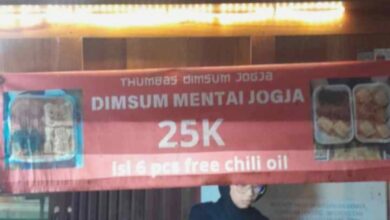 THUMBAS DIMSUM JOGJA
DIMSUM MENTAI JOGJA
25K
Isi 6 pcs free chili oil